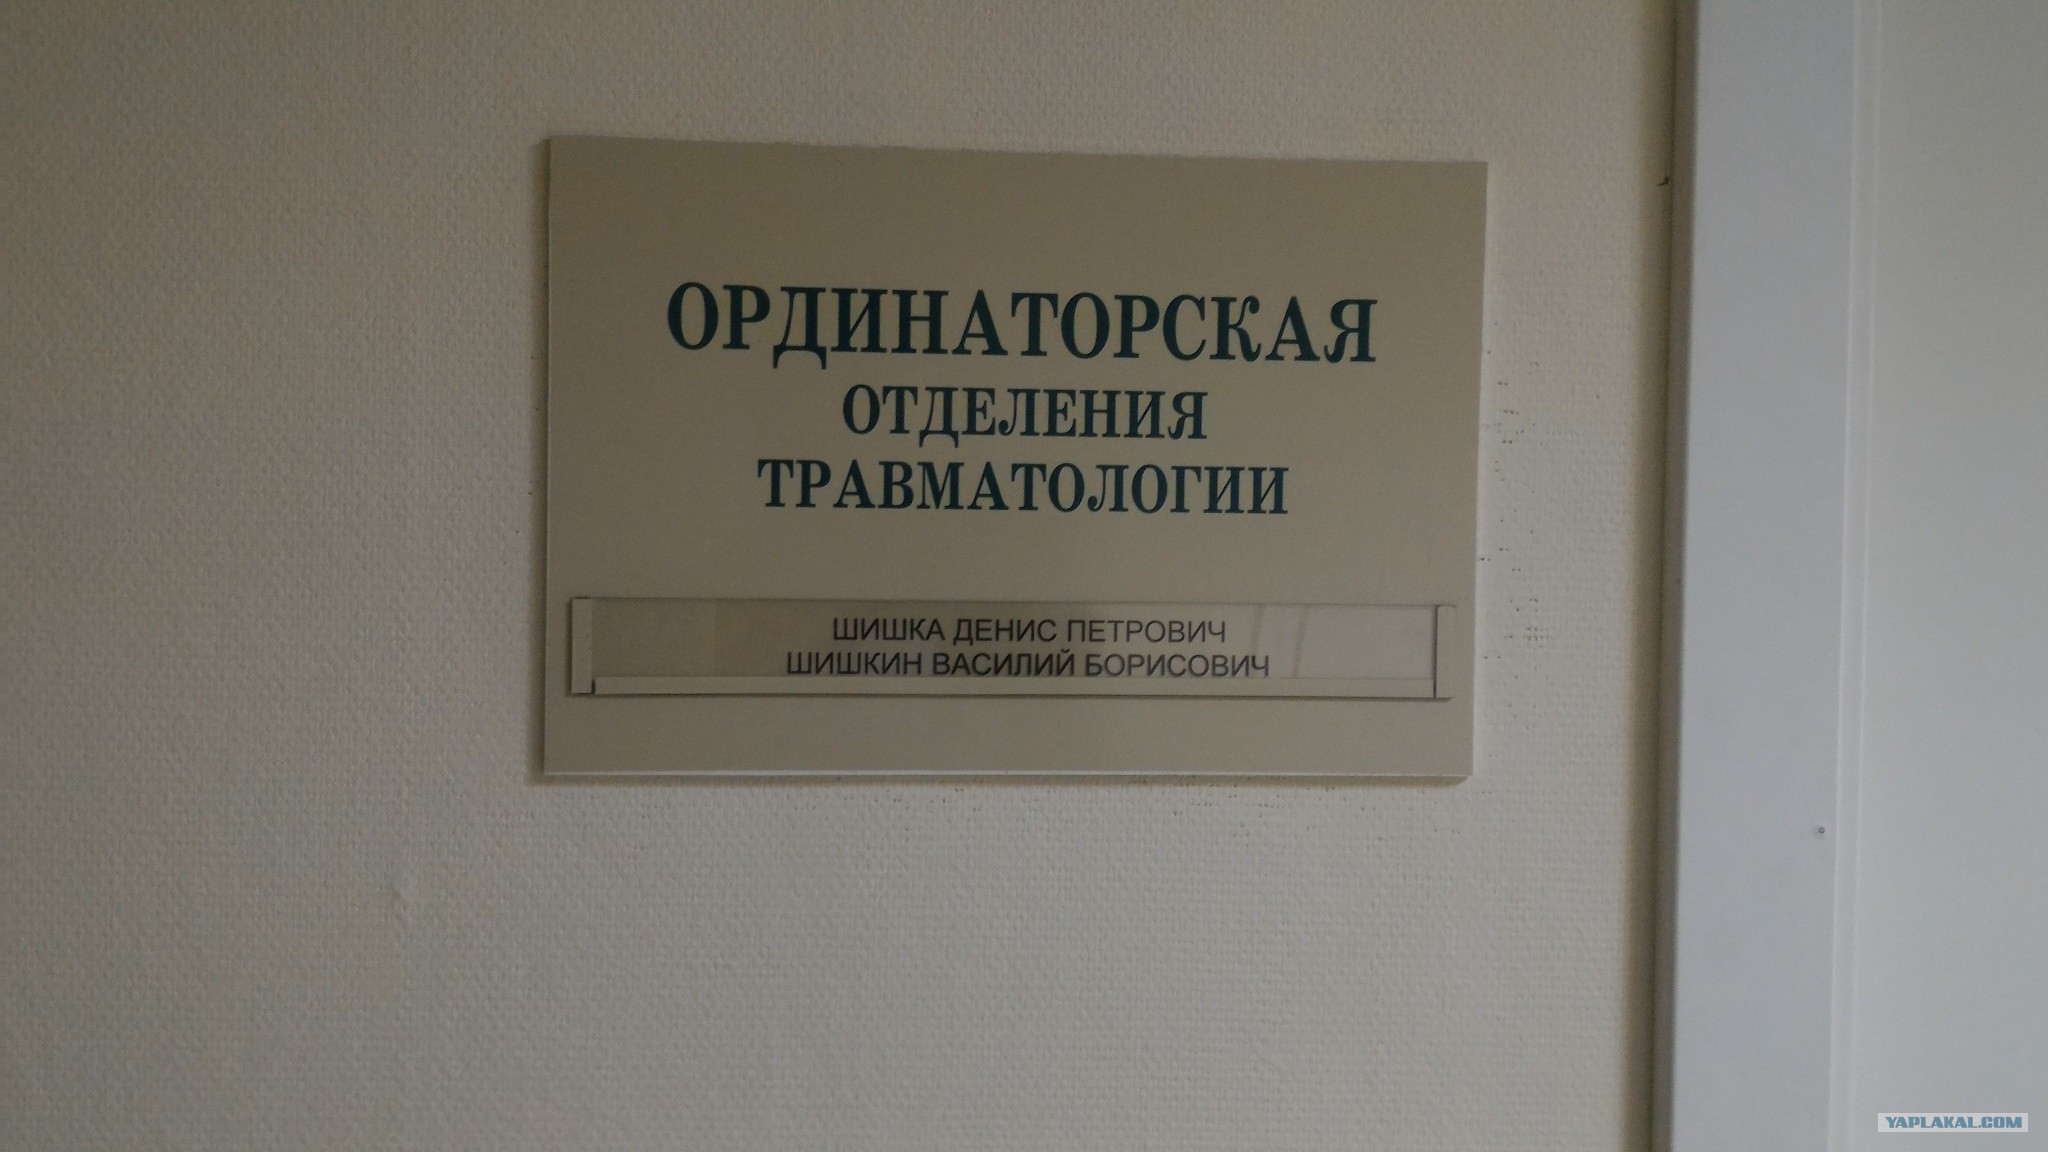 ОРДИНАТОРСКАЯ
ОТДЕЛЕНИЯ
ТРАВМАТОЛОГИИ
ШИШКА ДЕНИС ПЕТРОВИЧ
ШИШКИН ВАСИЛИЙ БОРИСОВИЧ
YAPLAKAL.COM